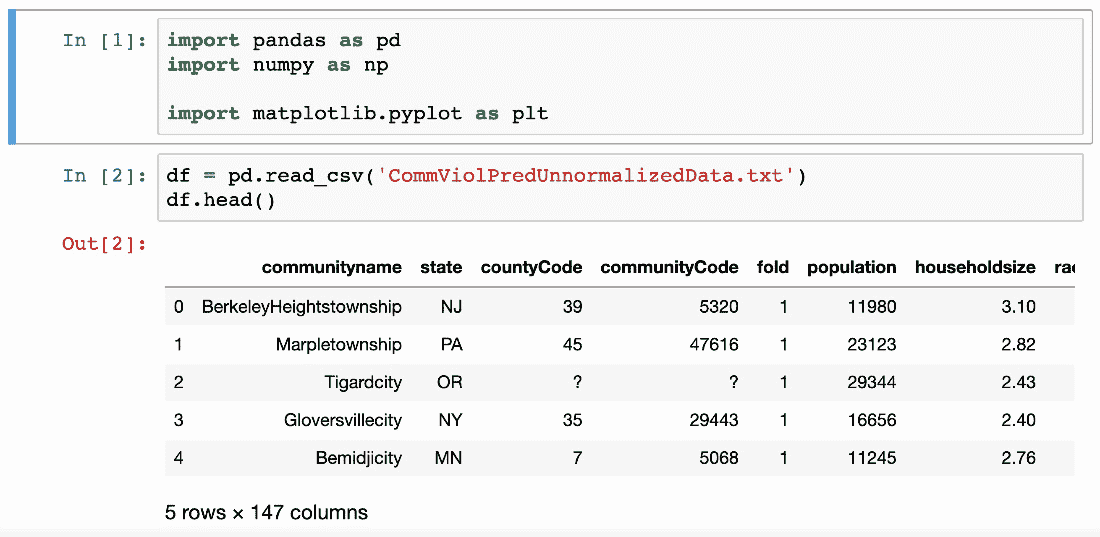 In [1]: import pandas as pd
import numpy as np
import matplotlib.pyplot as plt
In [2]: df = pd.read_csv('CommViolPredUnnormalizedData.txt')
df.head()
Out[2]:
communityname state countyCode communityCode fold population householdsize
0 BerkeleyHeightstownship NJ 39 5320 1 11980 3.10
1 Marpletownship PA 45 47616 1 23123 2.82
2 Tigardcity OR ? ? 1 29344 2.43
3 Gloversvillecity NY 35 29443 1 16656 2.40
4 Bemidjicity MN 7 5068 1 11245 2.76
5 rows × 147 columns